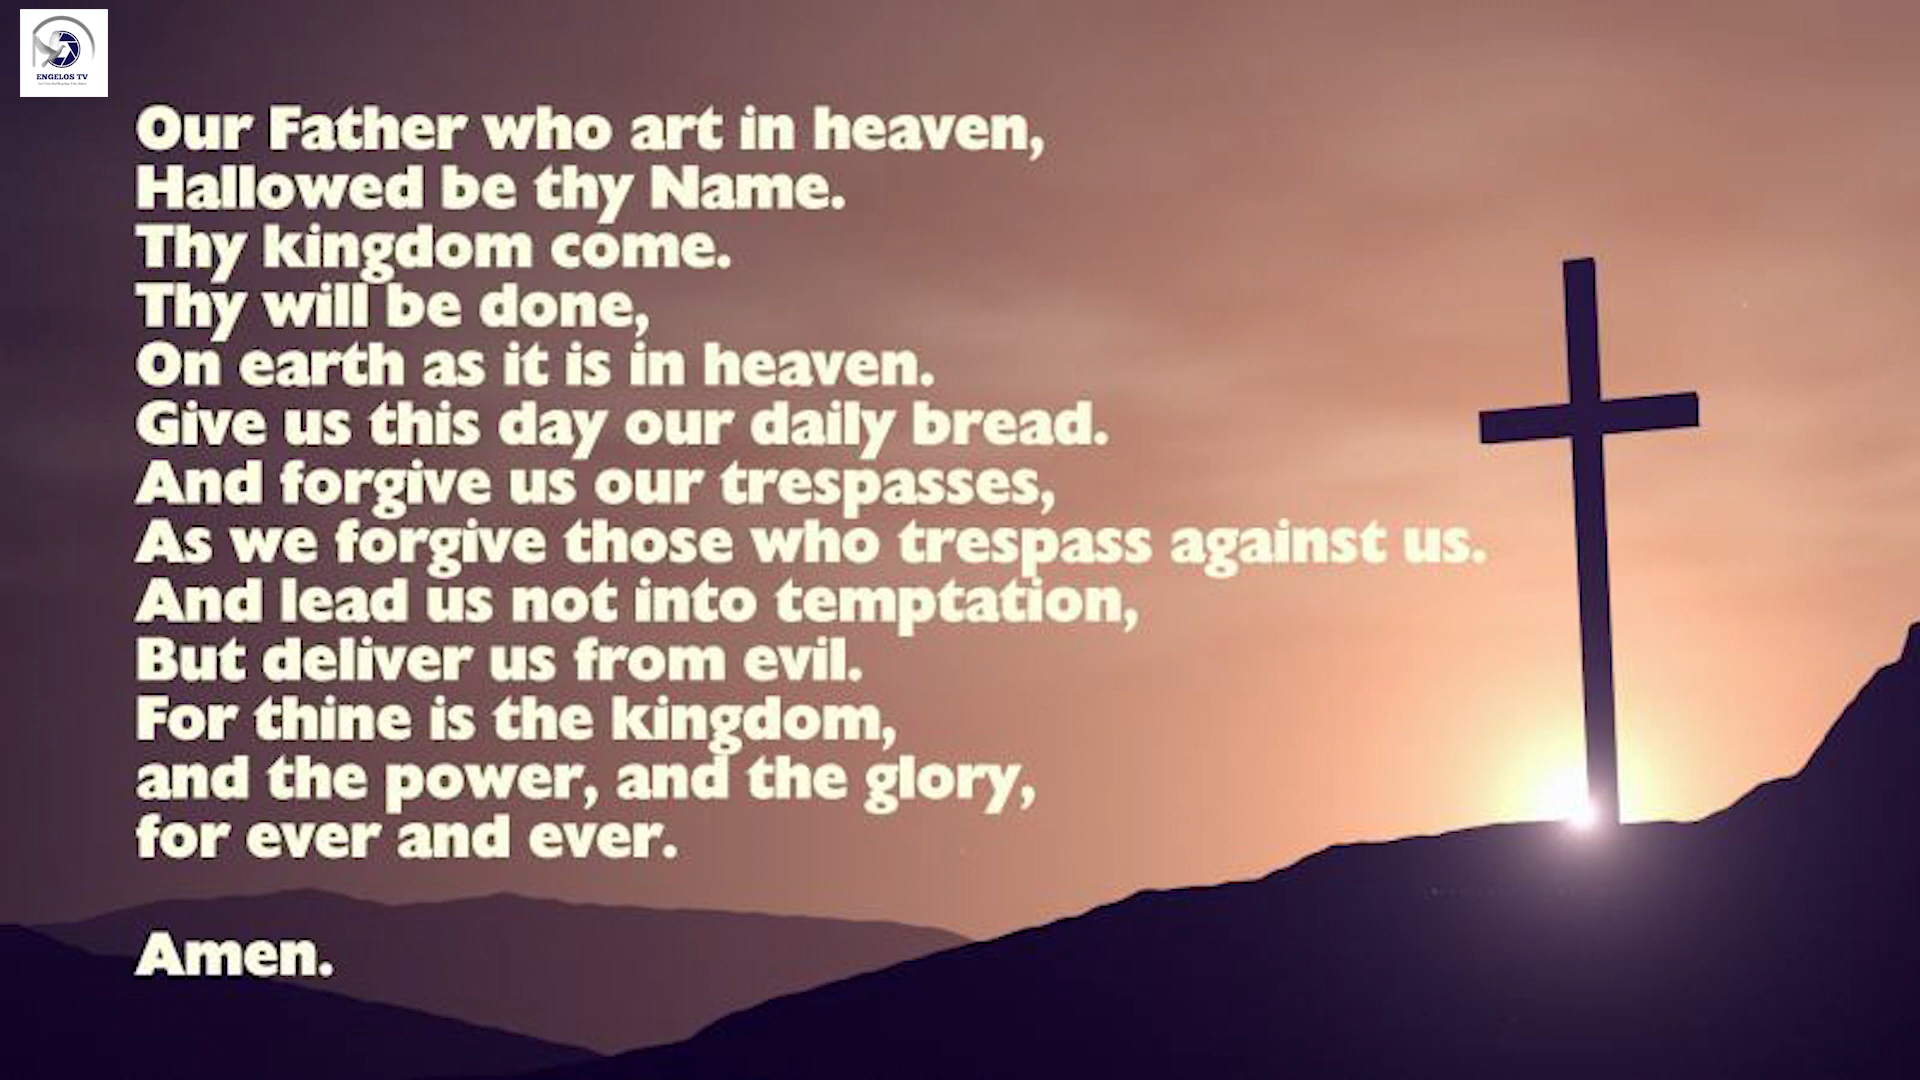 ENGELOS TV
Our Father who art in heaven,
Hallowed be thy Name.
Thy kingdom come.
Thy will be done,
On earth as it is in heaven.
Give us this day our daily bread.
And forgive us our trespasses,
As we forgive those who trespass against us.
And lead us not into temptation,
But deliver us from evil.
For thine is the kingdom,
and the power, and the glory,
for ever and ever.
Amen.